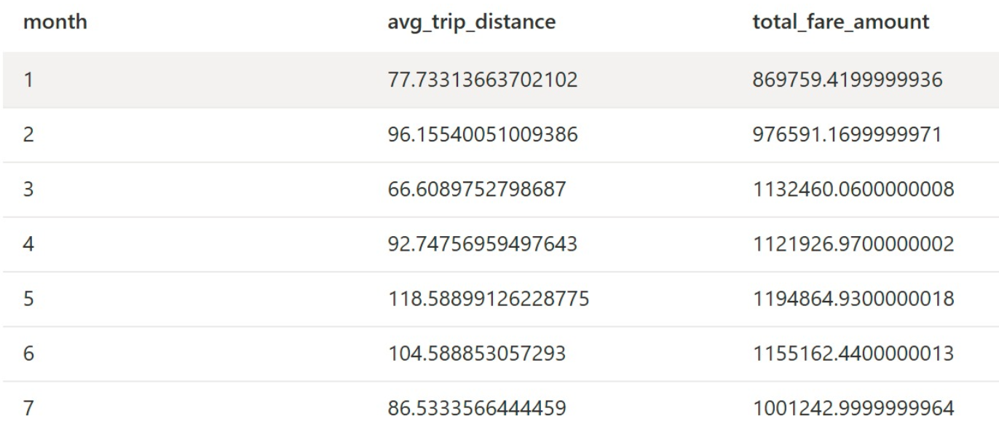 month avg_trip_distance total_fare_amount
1 77.73313663702102 869759.4199999936
2 96.15540051009386 976591.1699999971
3 66.6089752798687 1132460.0600000008
4 92.74756959497643 1121926.9700000002
5 118.58899126228775 1194864.9300000018
6 104.588853057293 1155162.4400000013
7 86.5333566444459 1001242.9999999964